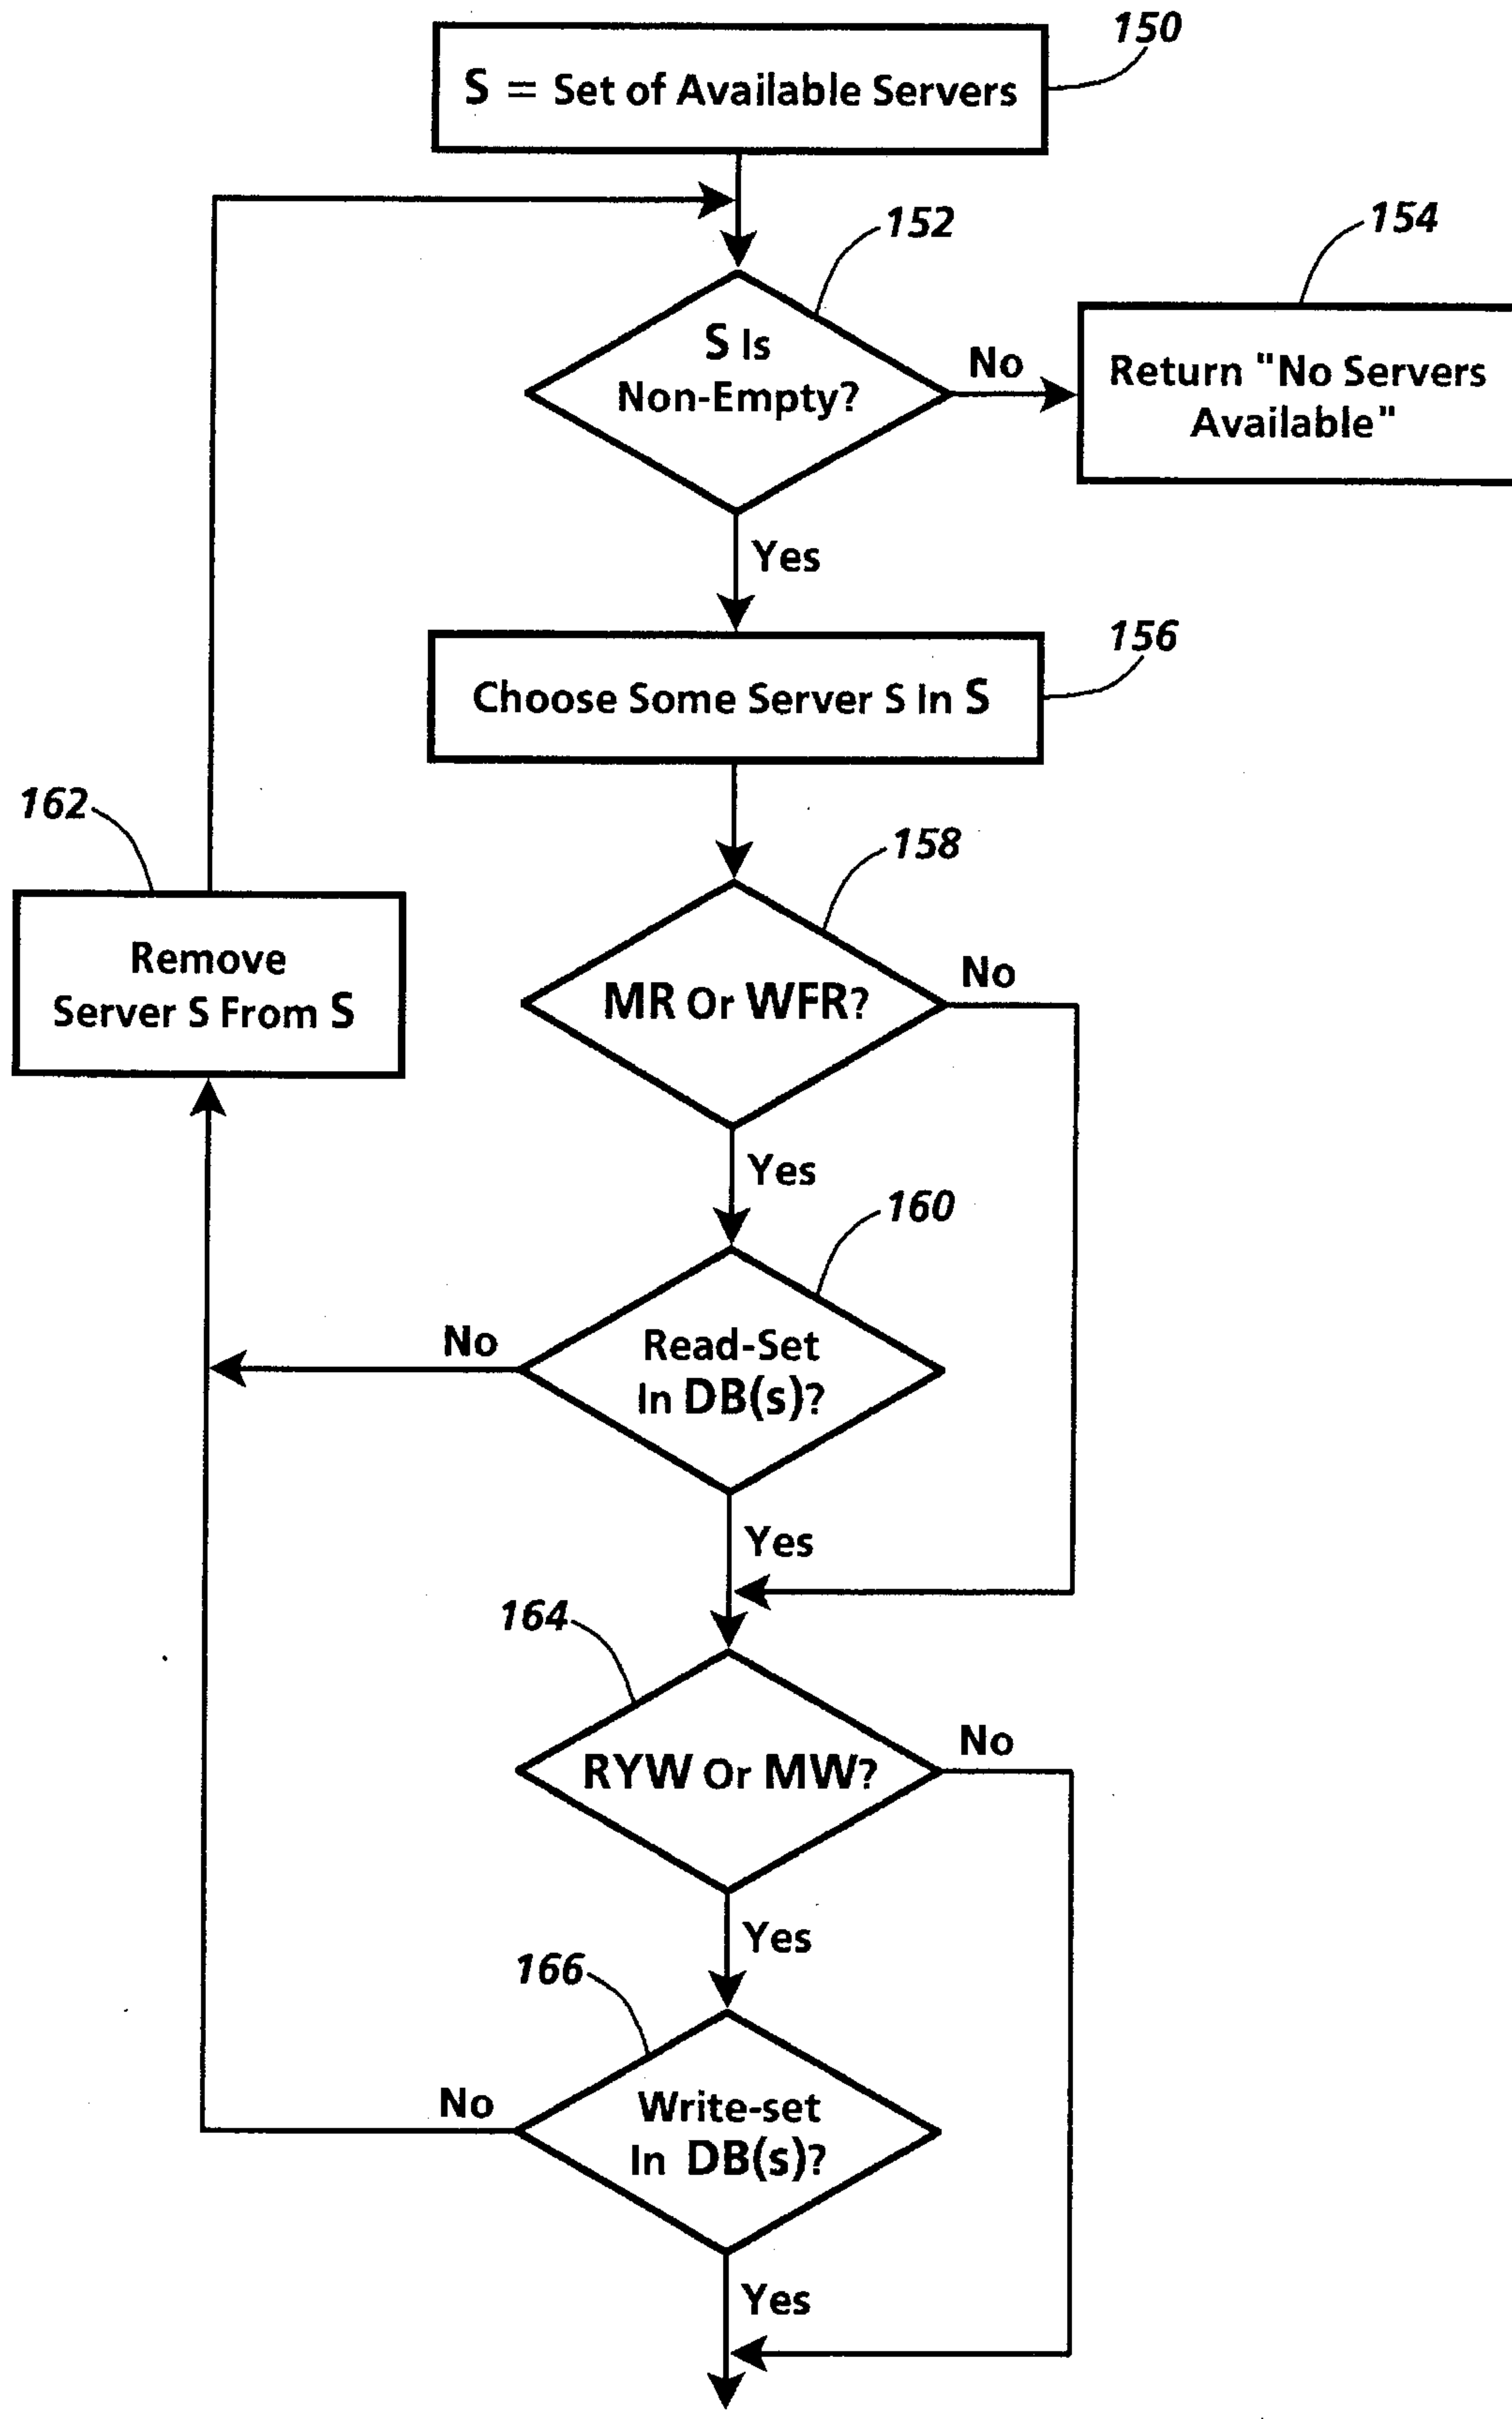 150
S = Set of Available Servers
152
154
S Is
Non-Empty?
No
Return "No Servers
Available"
Yes
156
Choose Some Server S In S
162
158
Remove
Server S From S
MR Or WFR?
No
Yes
160
No
Read-Set
In DB(s)?
Yes
164
RYW Or MW?
No
Yes
166
No
Write-set
In DB(s)?
Yes